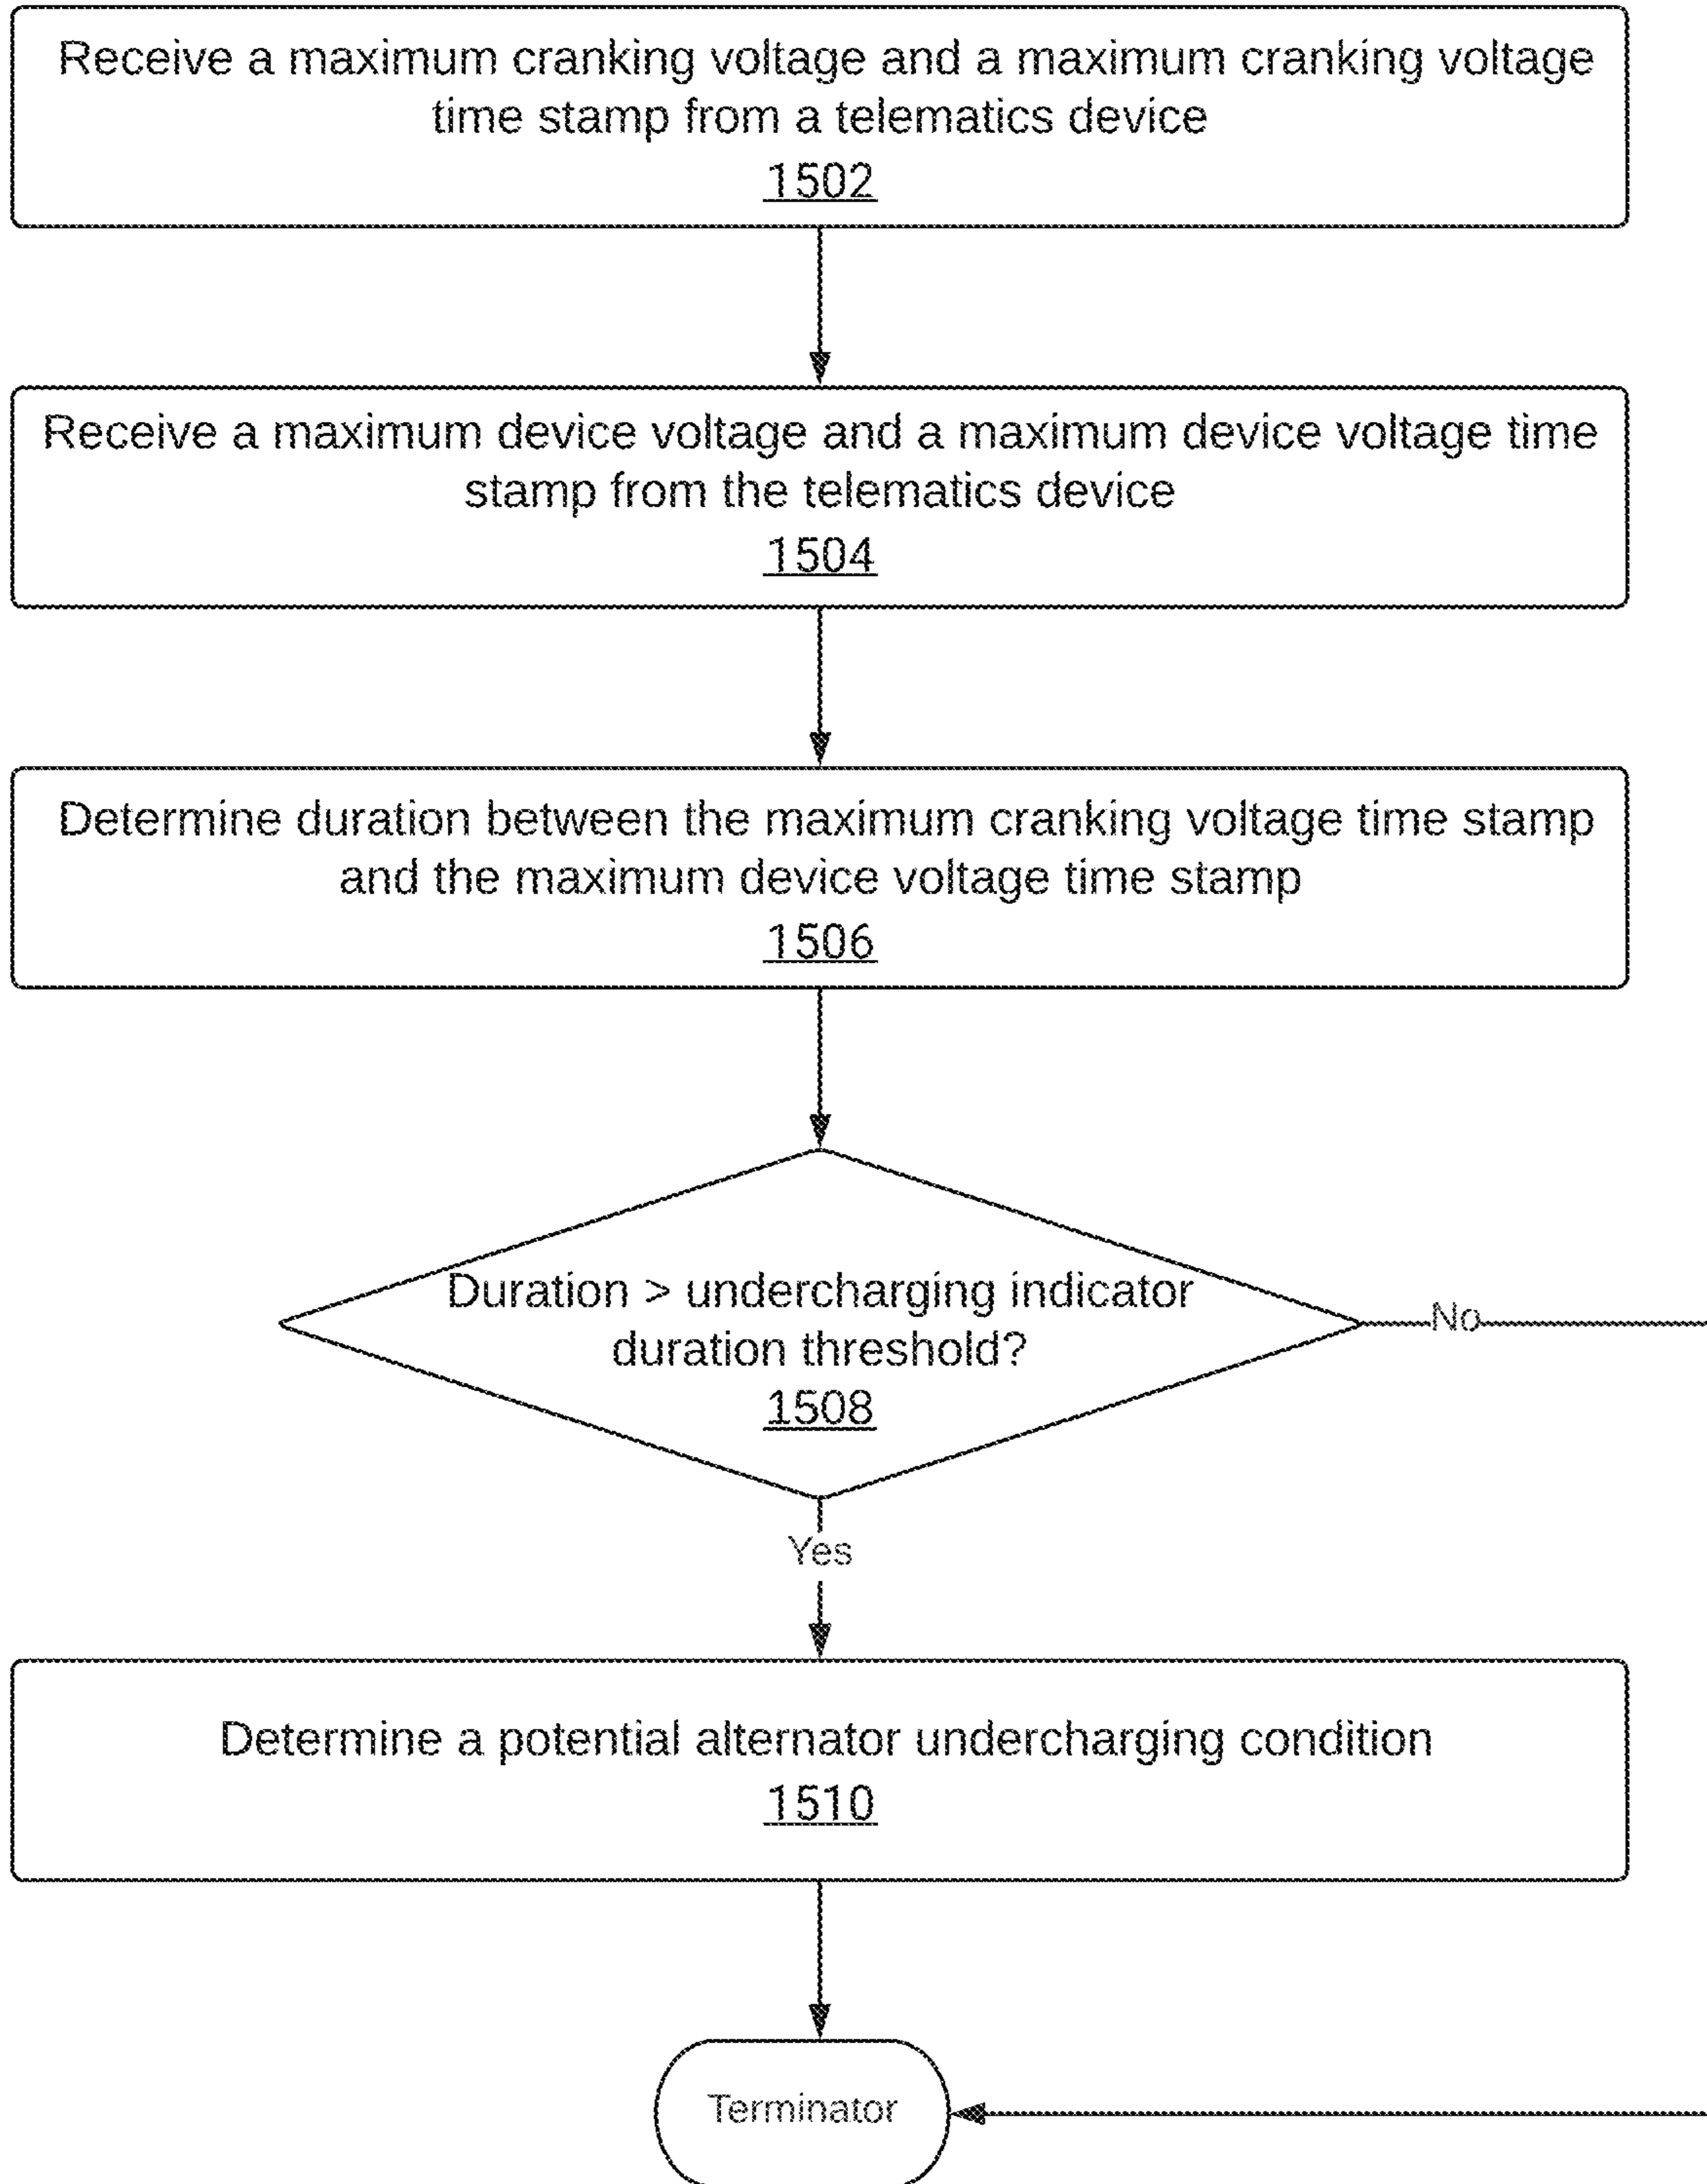 Receive a maximum cranking voltage and a maximum cranking voltage
time stamp from a telematics device
1502
Receive a maximum device voltage and a maximum device voltage time
stamp from the telematics device
1504
Determine duration between the maximum cranking voltage time stamp
and the maximum device voltage time stamp
1506
Duration > undercharging indicator
duration threshold?
1508
No
Yes
Determine a potential alternator undercharging condition
1510
Terminator